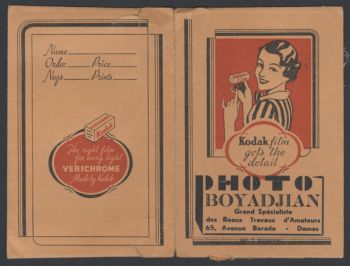 Name
Order Price
Negs Prints
Kodak
The right film
for every light
VERICHROME
Made by Kodak
Kodak film
gets the
detail
PHOTO
BOYADJIAN
Grand Spécialiste
des Beaux Travaux d'Amateurs
65, Avenue Barada - Damas